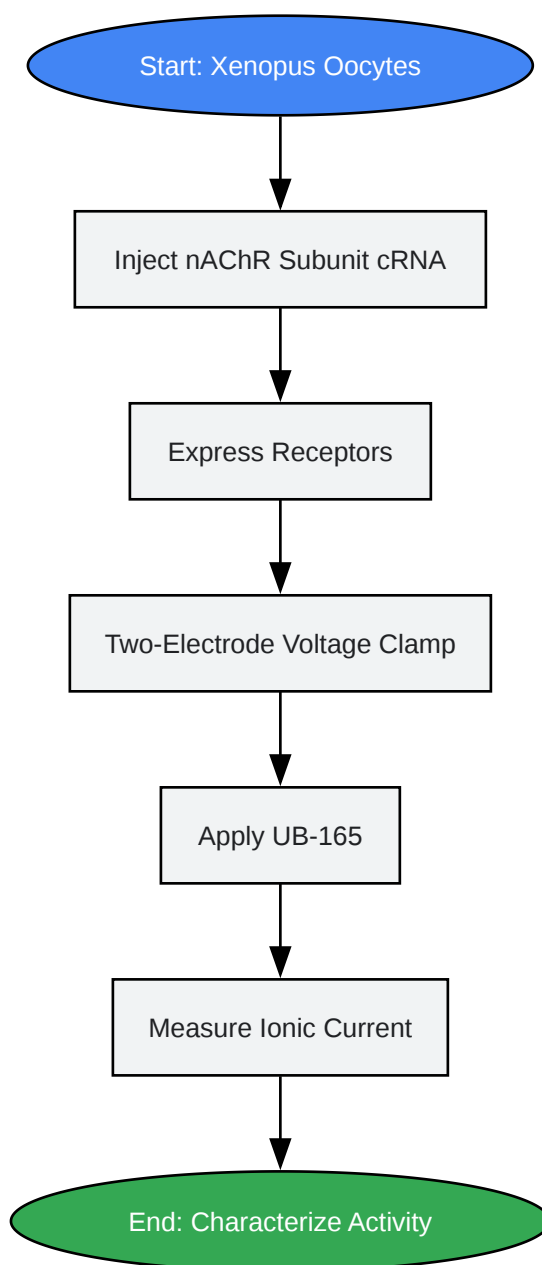 Start: Xenopus Oocytes
Inject nAChR Subunit cRNA
Express Receptors
Two-Electrode Voltage Clamp
Apply UB-165
Measure Ionic Current
End: Characterize Activity